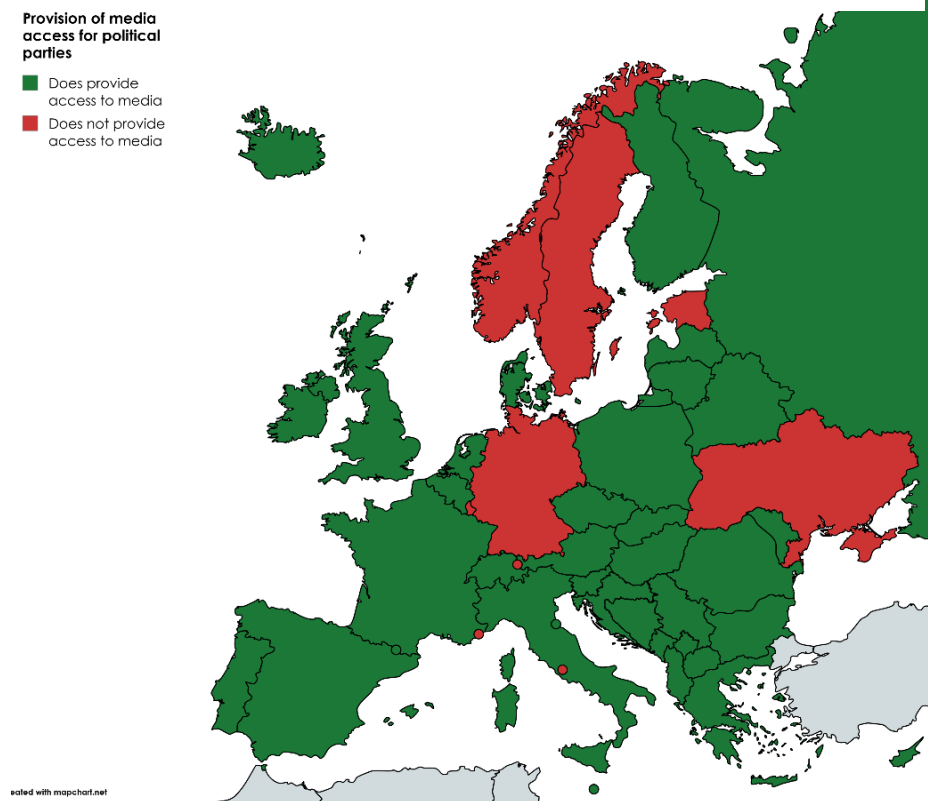 Provision of media
access for political
parties
Does provide
access to media
Does not provide
access to media
eated with mapchart.net